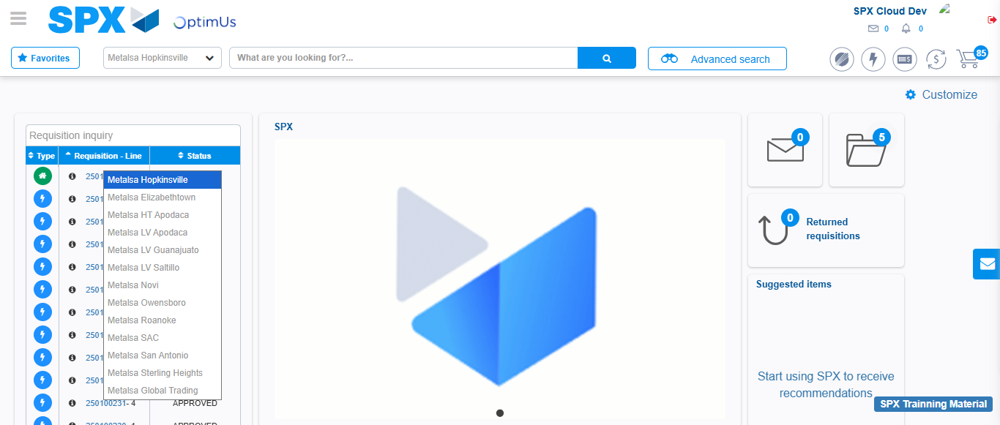 SPX OptimUs
SPX Cloud Dev
0 0
Favorites
Metalsa Hopkinsville
What are you looking for?...
Advanced search
85
Customize
Requisition inquiry
Type Requisition - Line Status
2501
2501
2501
2501
2501
2501
2501
2501
2501
2501
250100231- 4 APPROVED
250100230- 1 APPROVED
Metalsa Hopkinsville
Metalsa Elizabethtown
Metalsa HT Apodaca
Metalsa LV Apodaca
Metalsa LV Guanajuato
Metalsa LV Saltillo
Metalsa Novi
Metalsa Owensboro
Metalsa Roanoke
Metalsa SAC
Metalsa San Antonio
Metalsa Sterling Heights
Metalsa Global Trading
SPX
0
5
0
Returned
requisitions
Suggested items
Start using SPX to receive
recommendations
SPX Trainning Material